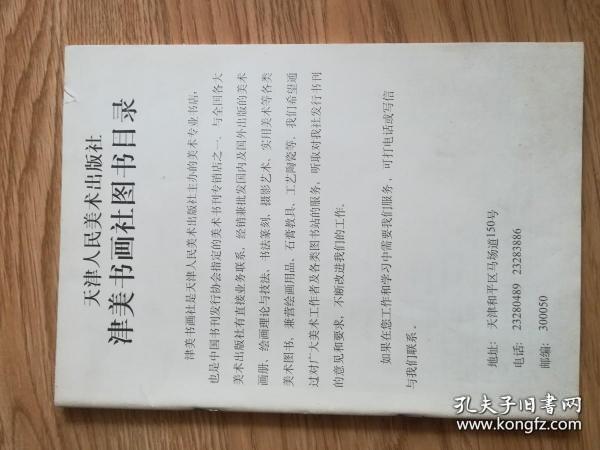 天津人民美术出版社
津美书画社图书目录
津美书画社是天津人民美术出版社主办的美术专业书店,
也是中国书刊发行协会指定的美术书刊专销店之一,与全国各大
美术出版社有直接业务联系,经销兼批发国内及国外出版的美术
画册、绘画理论与技法、书法篆刻、摄影艺术、实用美术等各类
美术图书,兼营绘画用品、石膏教具、工艺陶瓷等。我们希望通
过对广大美术工作者及各类图书站的服务,听取对我社发行书刊
的意见和要求,不断改进我们的工作。
如果在您工作和学习中需要我们服务,可打电话或写信
与我们联系。
地址: 天津和平区马场道150号
电话: 23280489 23283886
邮编: 300050
孔夫子旧书网
www.kongfz.com